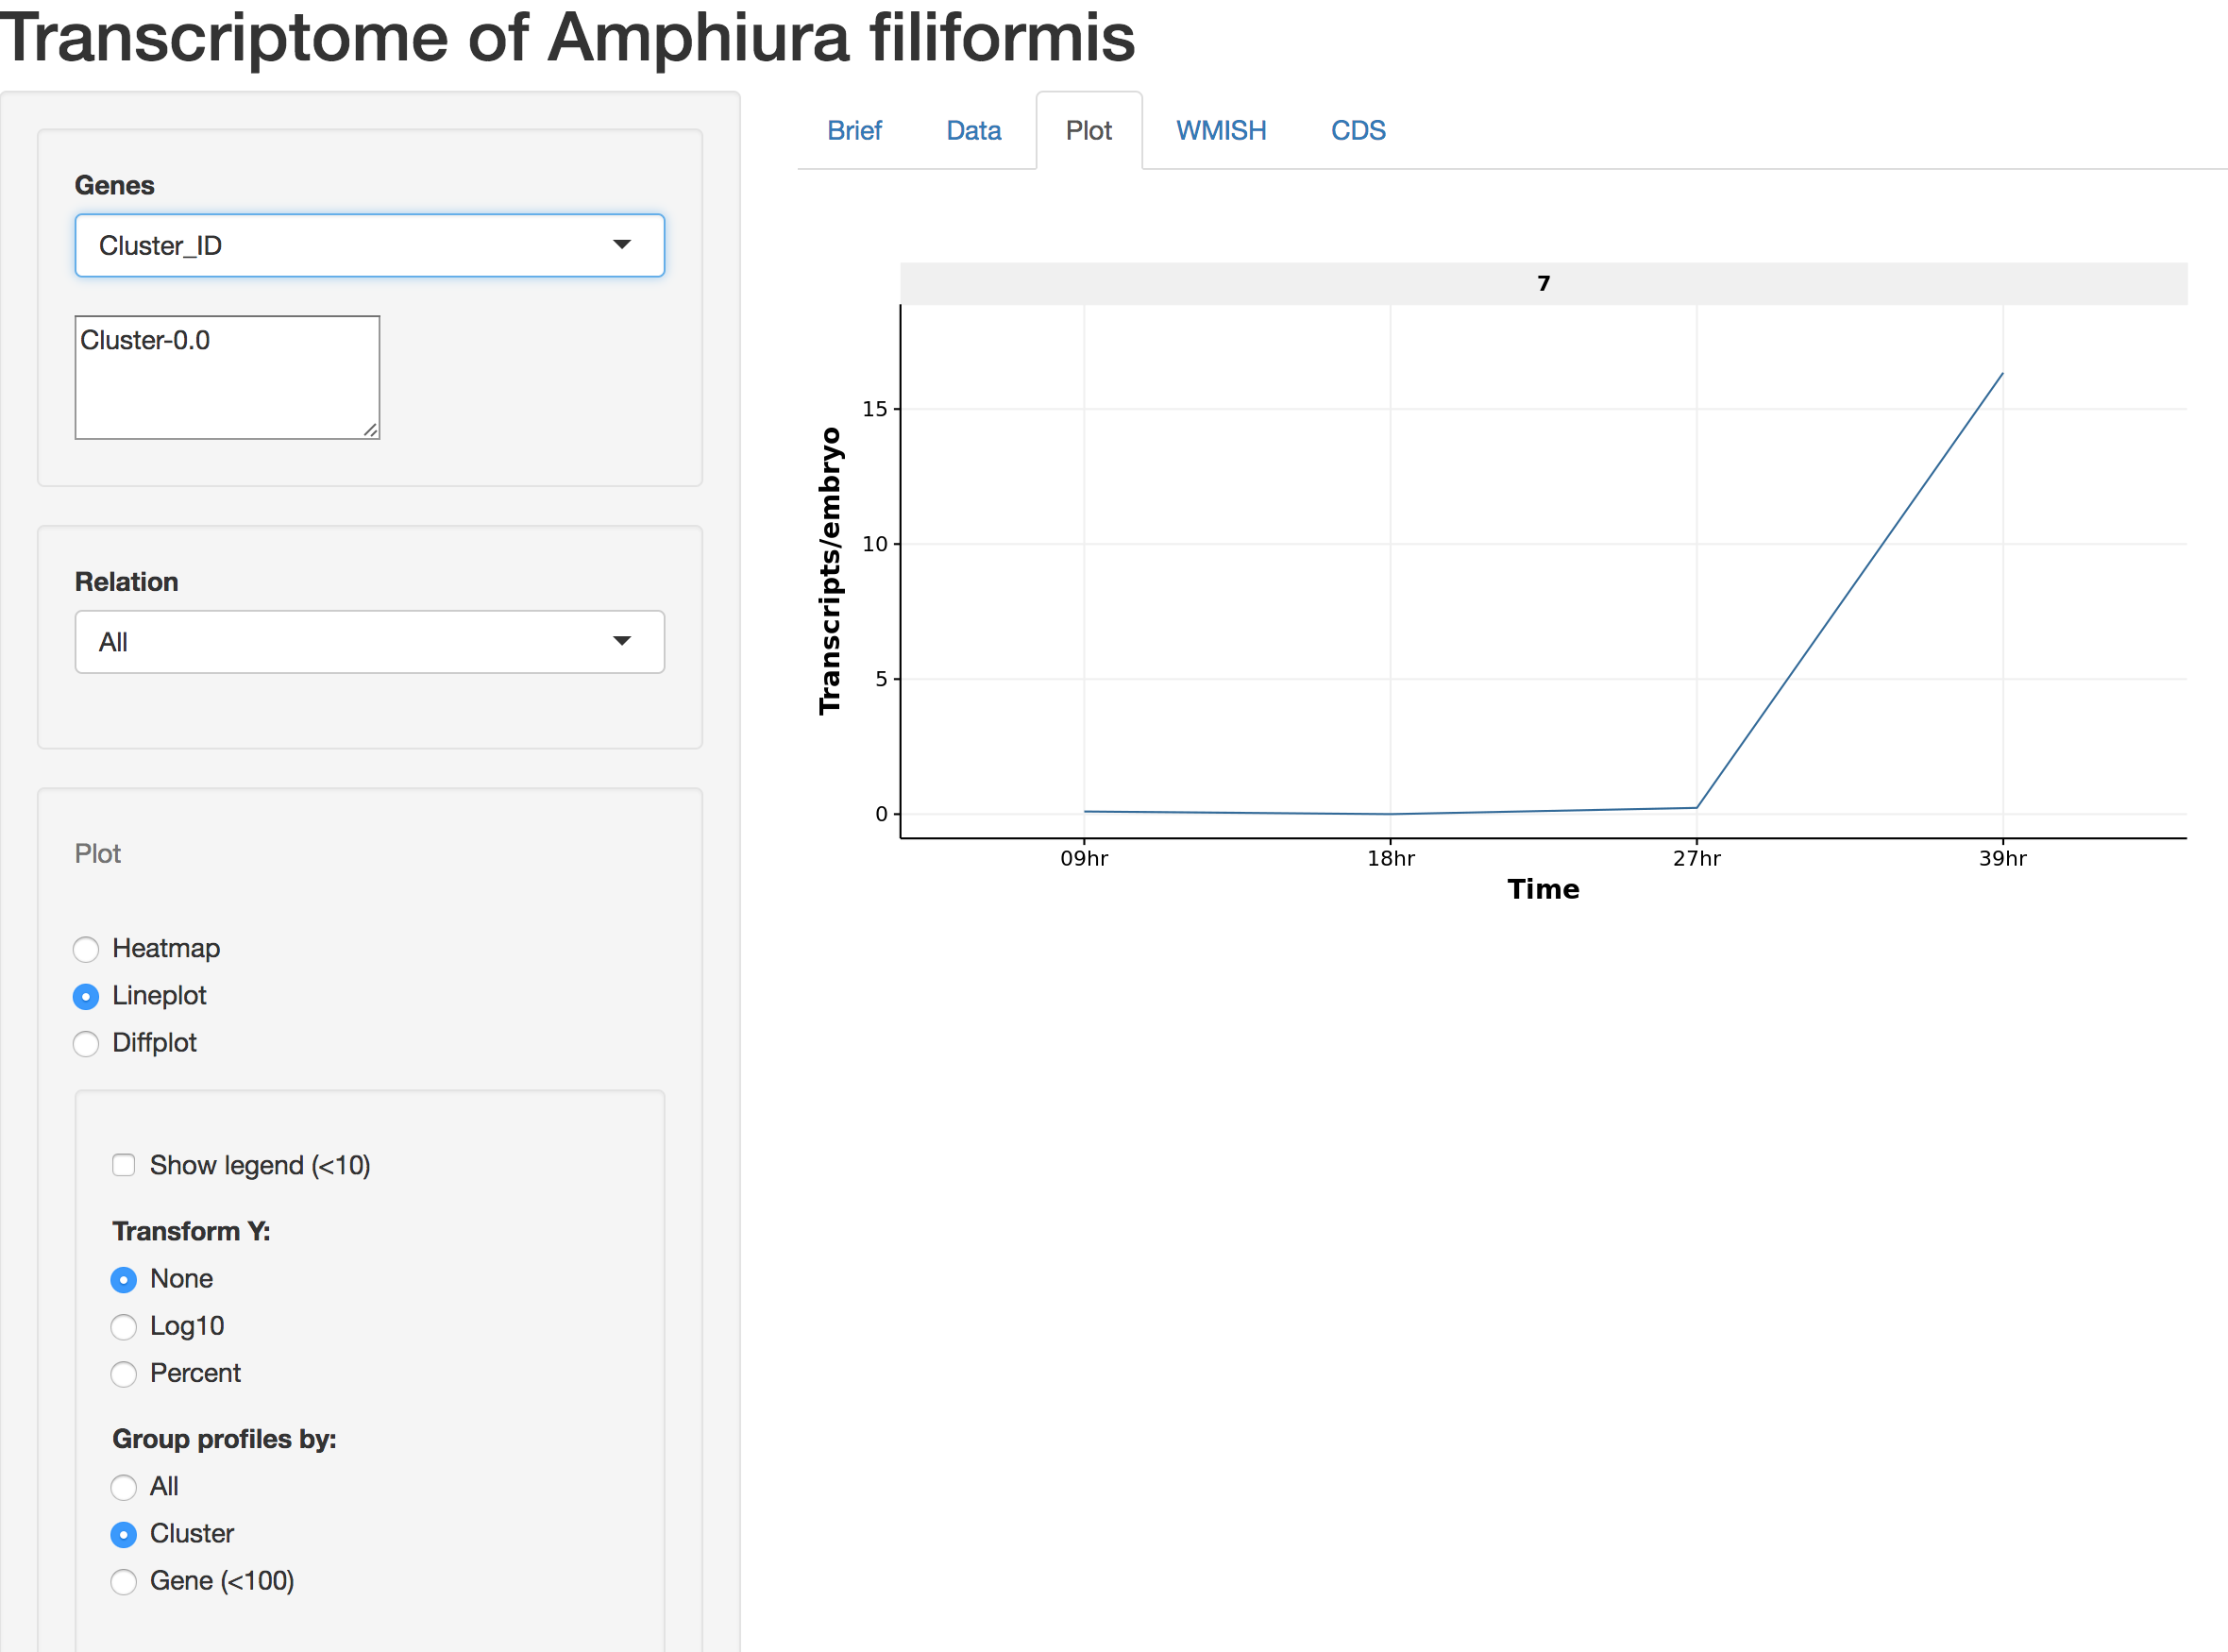 Transcriptome of Amphiura filiformis
Genes
Cluster_ID
Cluster-0.0
Relation
All
Plot
Heatmap
Lineplot
Diffplot
Show legend (<10)
Transform Y:
None
Log10
Percent
Group profiles by:
All
Cluster
Gene (<100)
Brief Data Plot WMISH CDS
7
Transcripts/embryo
15
10
5
0
09hr 18hr 27hr 39hr
Time